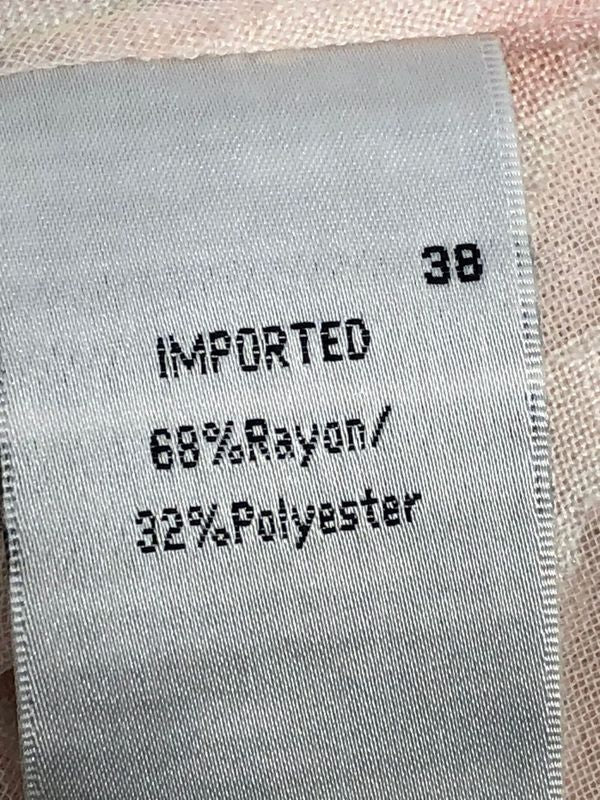 38
IMPORTED
68%Rayon/
32%Polyester